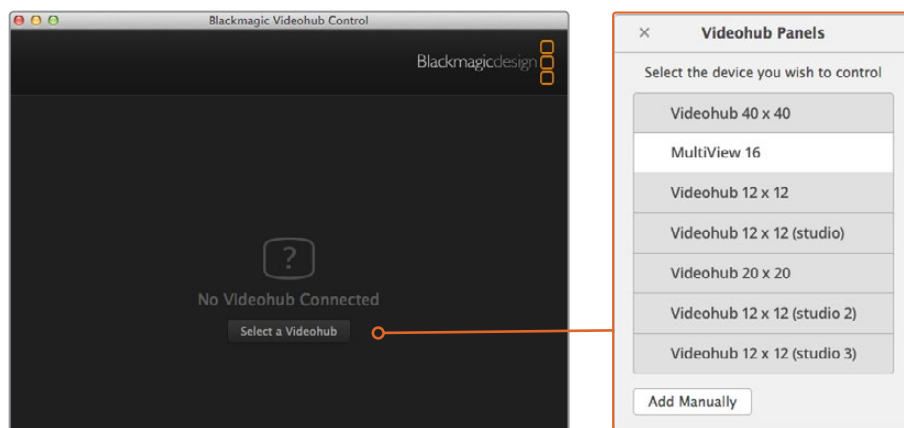 Blackmagic Videohub Control
Blackmagicdesign
?
No Videohub Connected
Select a Videohub
× Videohub Panels
Select the device you wish to control
Videohub 40 x 40
MultiView 16
Videohub 12 x 12
Videohub 12 x 12 (studio)
Videohub 20 x 20
Videohub 12 x 12 (studio 2)
Videohub 12 x 12 (studio 3)
Add Manually